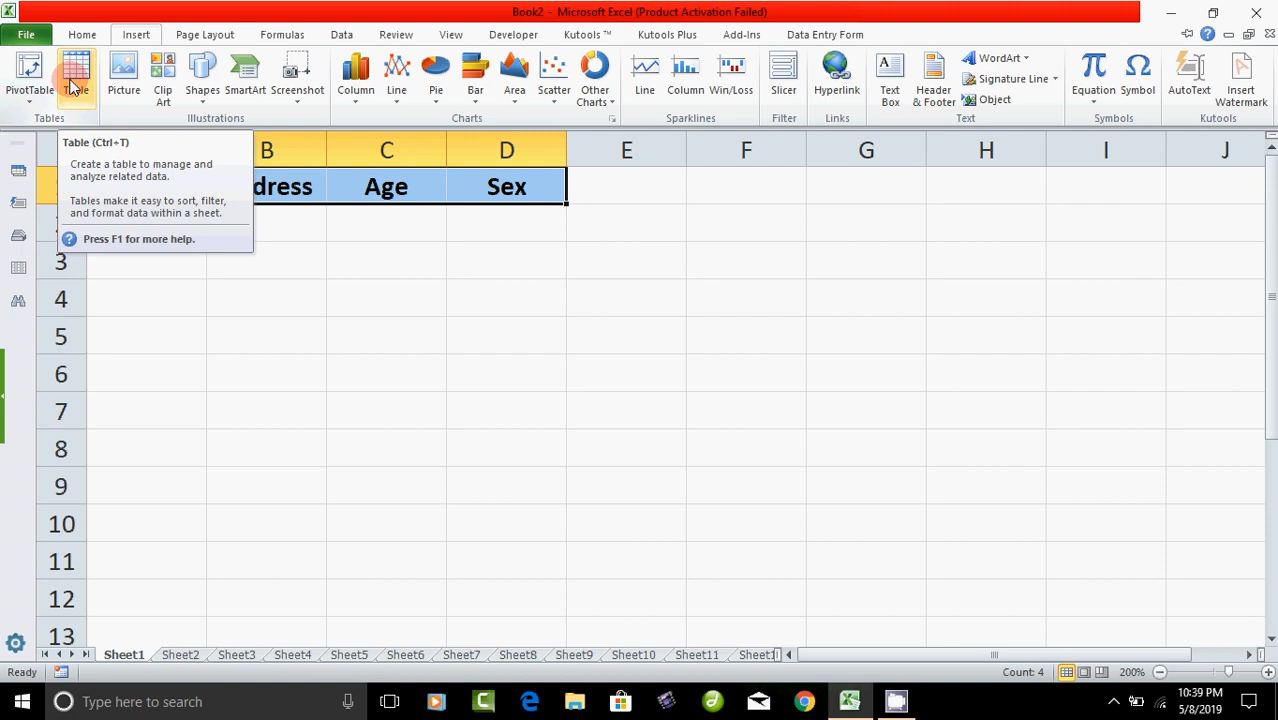 Book2 - Microsoft Excel (Product Activation Failed)
File Home Insert Page Layout Formulas Data Review View Developer Kutools ™ Kutools Plus Add-Ins Data Entry Form
PivotTable Table Picture Clip Art Shapes SmartArt Screenshot Column Line Pie Bar Area Scatter Other Charts Line Column Win/Loss Slicer Hyperlink Text Box Header & Footer WordArt Signature Line Object Equation Symbol AutoText Insert Watermark
Tables Illustrations Charts Sparklines Filter Links Text Symbols Kutools
Table (Ctrl+T)
Create a table to manage and
analyze related data.
Tables make it easy to sort, filter,
and format data within a sheet.
Press F1 for more help.
B C D E F G H I J
dress Age Sex
3
4
5
6
7
8
9
10
11
12
13
Sheet1 Sheet2 Sheet3 Sheet4 Sheet5 Sheet6 Sheet7 Sheet8 Sheet9 Sheet10 Sheet11 Sheet1
Ready Count: 4 200%
Type here to search
10:39 PM
5/8/2019